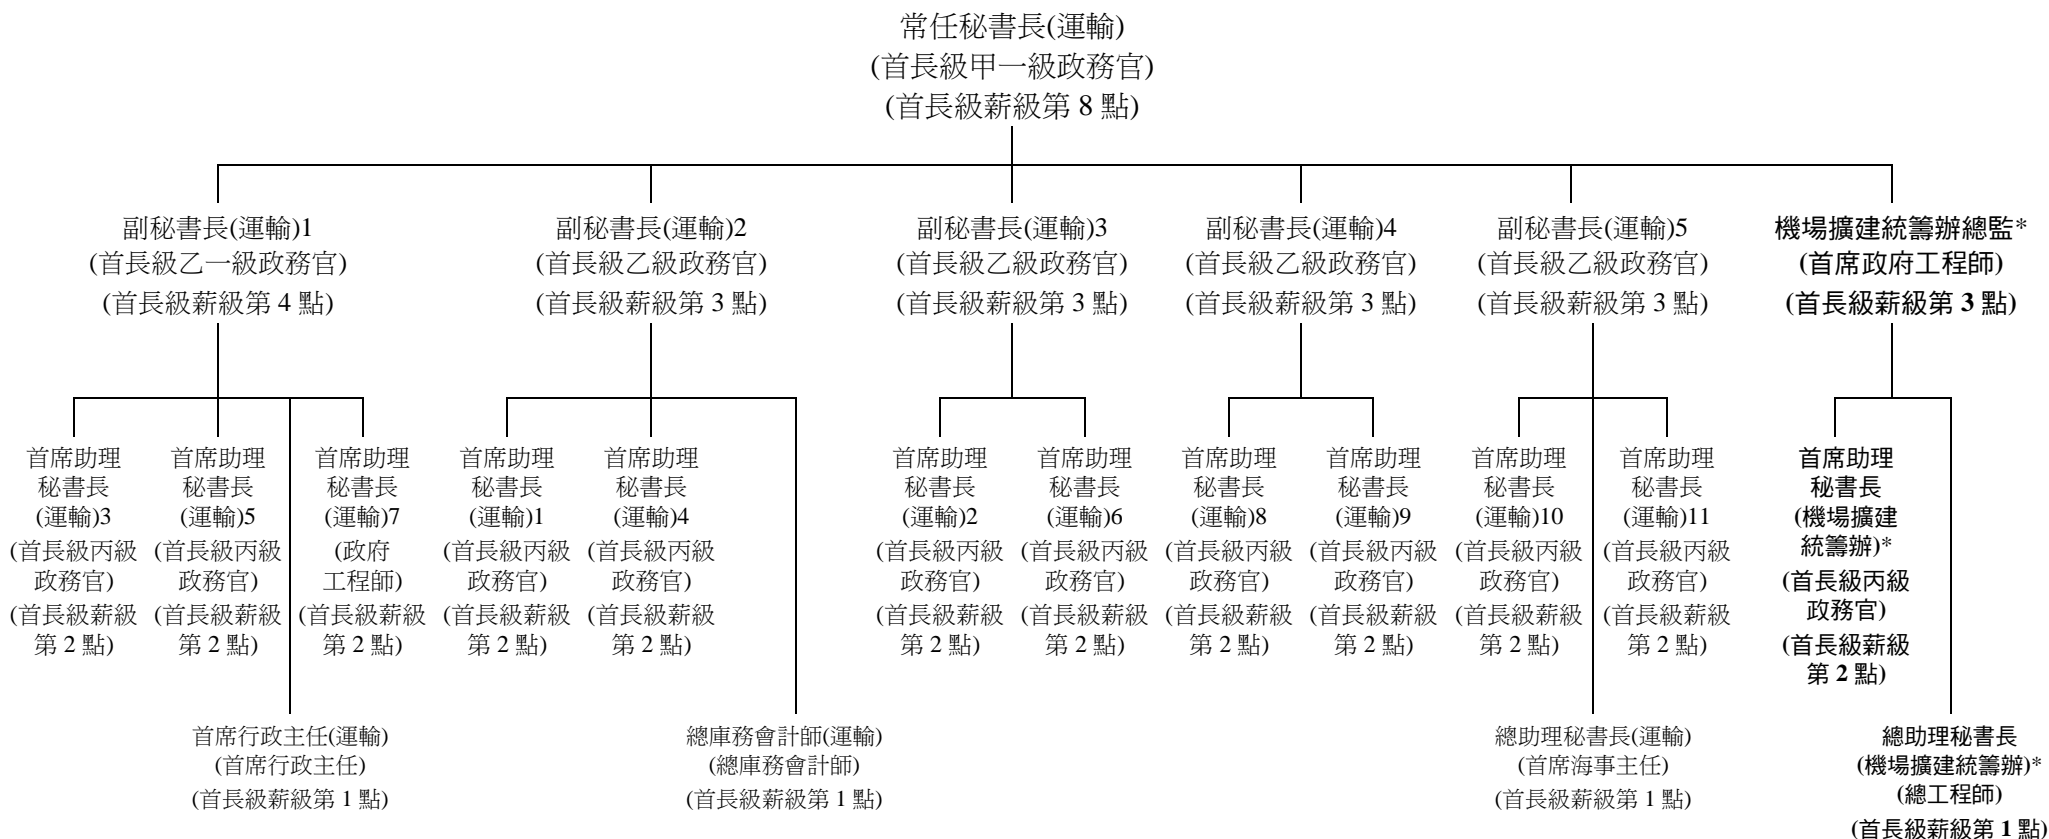 常任秘書長(運輸)
(首長級甲一級政務官)
(首長級薪級第 8 點)
副秘書長(運輸)1
(首長級乙一級政務官)
(首長級薪級第 4 點)
副秘書長(運輸)2
(首長級乙級政務官)
(首長級薪級第 3 點)
副秘書長(運輸)3
(首長級乙級政務官)
(首長級薪級第 3 點)
副秘書長(運輸)4
(首長級乙級政務官)
(首長級薪級第 3 點)
副秘書長(運輸)5
(首長級乙級政務官)
(首長級薪級第 3 點)
機場擴建統籌辦總監*
(首席政府工程師)
(首長級薪級第 3 點)
首席助理
秘書長
(運輸)3
(首長級丙級
政務官)
(首長級薪級
第 2 點)
首席助理
秘書長
(運輸)5
(首長級丙級
政務官)
(首長級薪級
第 2 點)
首席助理
秘書長
(運輸)7
(政府
工程師)
(首長級薪級
第 2 點)
首席助理
秘書長
(運輸)1
(首長級丙級
政務官)
(首長級薪級
第 2 點)
首席助理
秘書長
(運輸)4
(首長級丙級
政務官)
(首長級薪級
第 2 點)
首席助理
秘書長
(運輸)2
(首長級丙級
政務官)
(首長級薪級
第 2 點)
首席助理
秘書長
(運輸)6
(首長級丙級
政務官)
(首長級薪級
第 2 點)
首席助理
秘書長
(運輸)8
(首長級丙級
政務官)
(首長級薪級
第 2 點)
首席助理
秘書長
(運輸)9
(首長級丙級
政務官)
(首長級薪級
第 2 點)
首席助理
秘書長
(運輸)10
(首長級丙級
政務官)
(首長級薪級
第 2 點)
首席助理
秘書長
(運輸)11
(首長級丙級
政務官)
(首長級薪級
第 2 點)
首席助理
秘書長
(機場擴建
統籌辦)*
(首長級丙級
政務官)
(首長級薪級
第 2 點)
首席行政主任(運輸)
(首席行政主任)
(首長級薪級第 1 點)
總庫務會計師(運輸)
(總庫務會計師)
(首長級薪級第 1 點)
總助理秘書長(運輸)
(首席海事主任)
(首長級薪級第 1 點)
總助理秘書長
(機場擴建統籌辦)*
(總工程師)
(首長級薪級第 1 點)